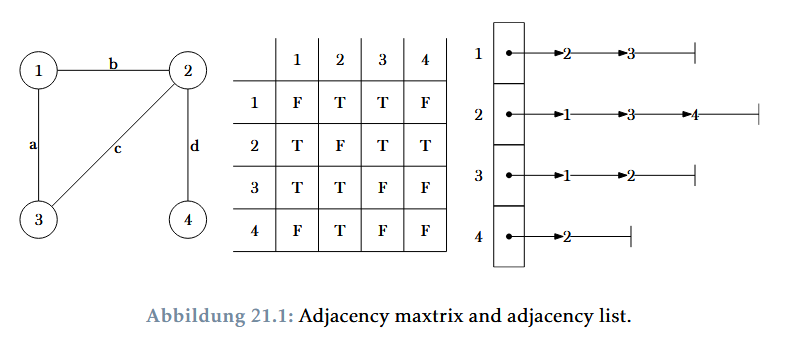 1 b 2
a c d
3 4
1 2 3 4
1 F T T F
2 T F T T
3 T T F F
4 F T F F
1 2 3
2 1 3 4
3 1 2
4 2
Abbildung 21.1: Adjacency maxtrix and adjacency list.